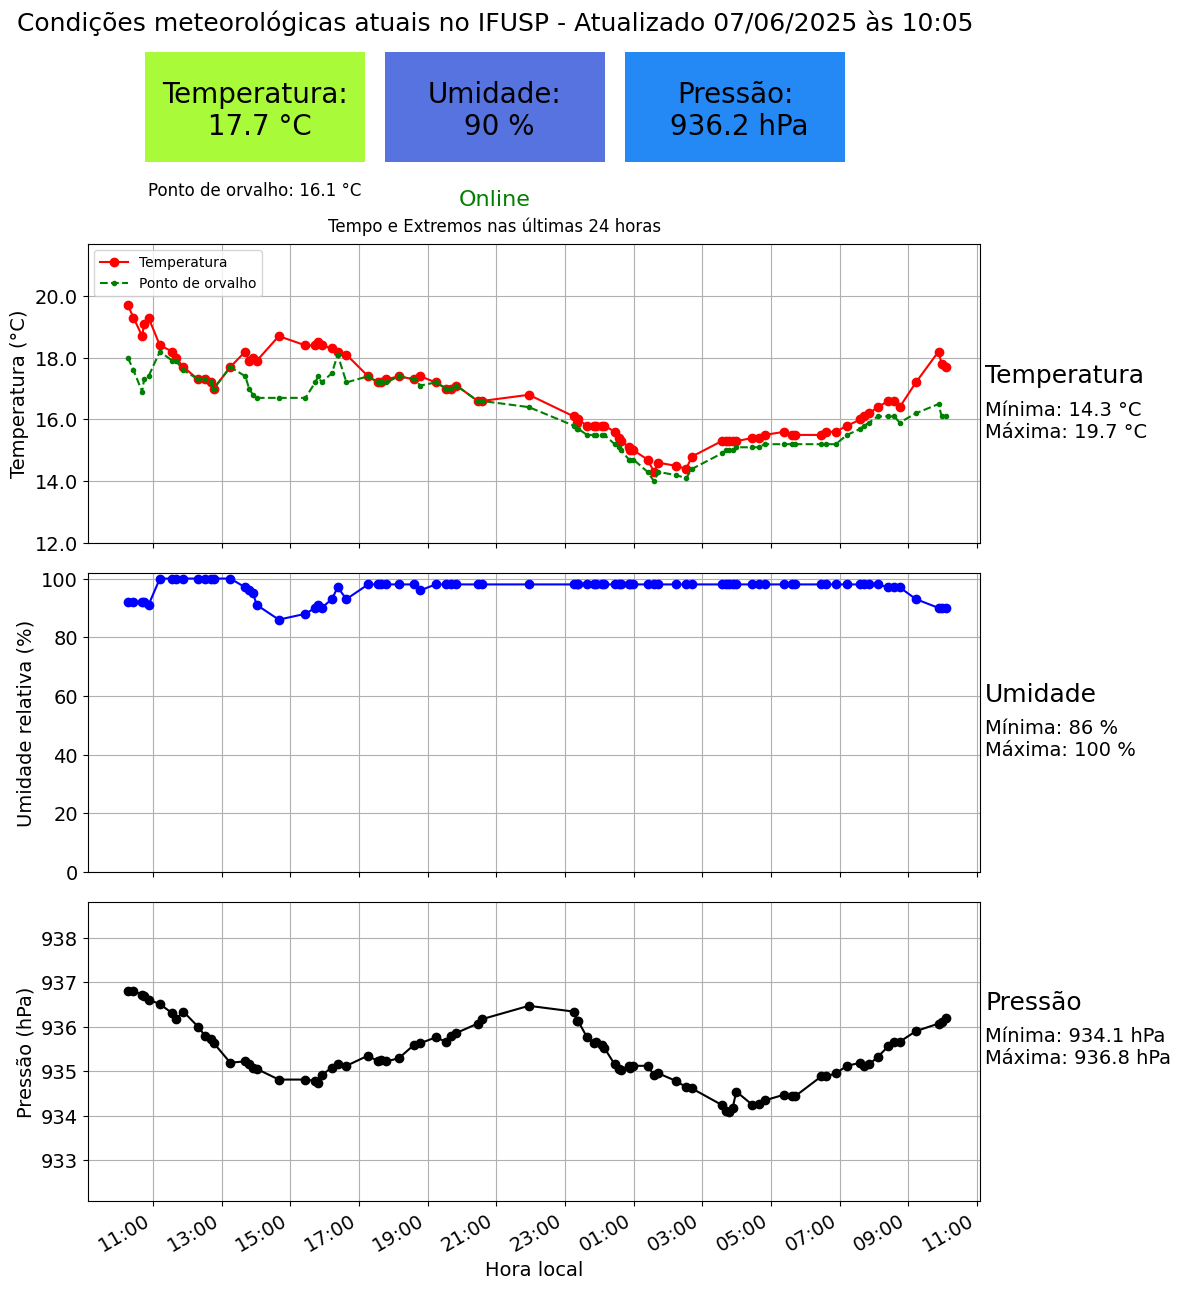 Condições meteorológicas atuais no IFUSP - Atualizado 07/06/2025 às 10:05
Temperatura:
17.7 °C
Umidade:
90 %
Pressão:
936.2 hPa
Ponto de orvalho: 16.1 °C
Online
Tempo e Extremos nas últimas 24 horas
Temperatura
Ponto de orvalho
Temperatura (°C)
20.0
18.0
16.0
14.0
12.0
Temperatura
Mínima: 14.3 °C
Máxima: 19.7 °C
Umidade relativa (%)
100
80
60
40
20
0
Umidade
Mínima: 86 %
Máxima: 100 %
Pressão (hPa)
938
937
936
935
934
933
Pressão
Mínima: 934.1 hPa
Máxima: 936.8 hPa
11:00
13:00
15:00
17:00
19:00
21:00
23:00
01:00
03:00
05:00
07:00
09:00
11:00
Hora local